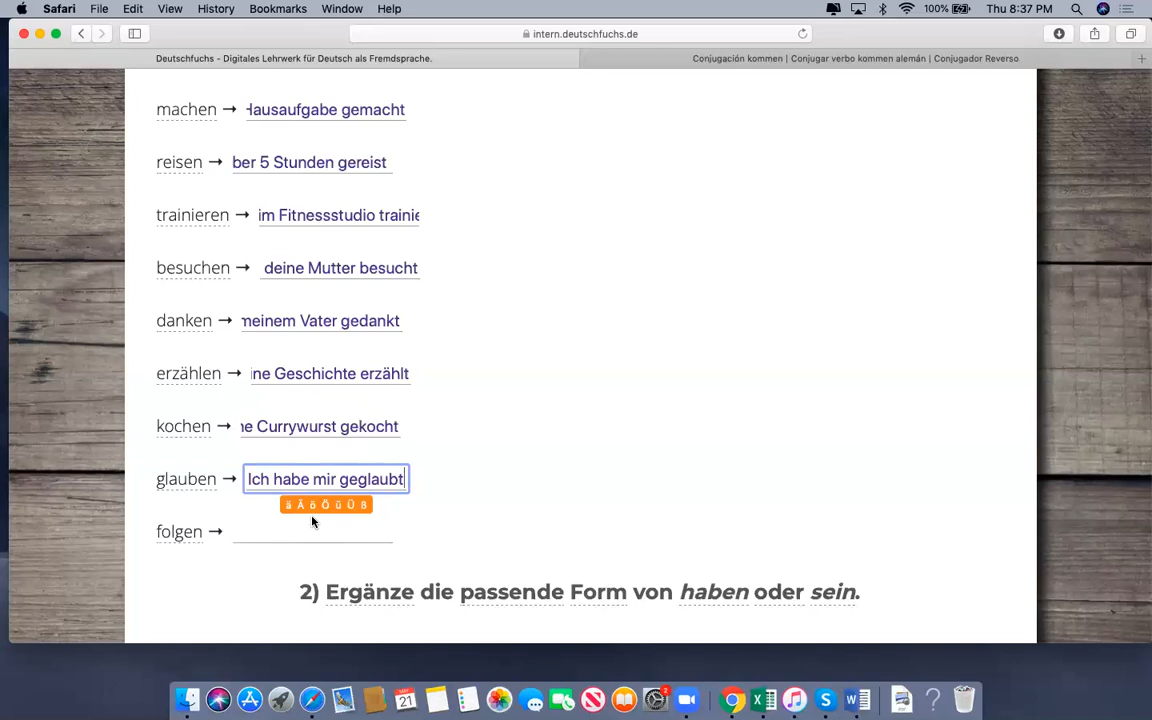 Safari File Edit View History Bookmarks Window Help 100% Thu 8:37 PM
intern.deutschfuchs.de
Deutschfuchs - Digitales Lehrwerk für Deutsch als Fremdsprache. Conjugación kommen | Conjugar verbo kommen alemán | Conjugador Reverso
machen → Hausaufgabe gemacht
reisen → ber 5 Stunden gereist
trainieren → im Fitnessstudio trainie
besuchen → deine Mutter besucht
danken → meinem Vater gedankt
erzählen → ine Geschichte erzählt
kochen → ne Currywurst gekocht
glauben → Ich habe mir geglaubt
ä Ä ö Ö ü Ü ß
folgen →
2) Ergänze die passende Form von haben oder sein.
21
2